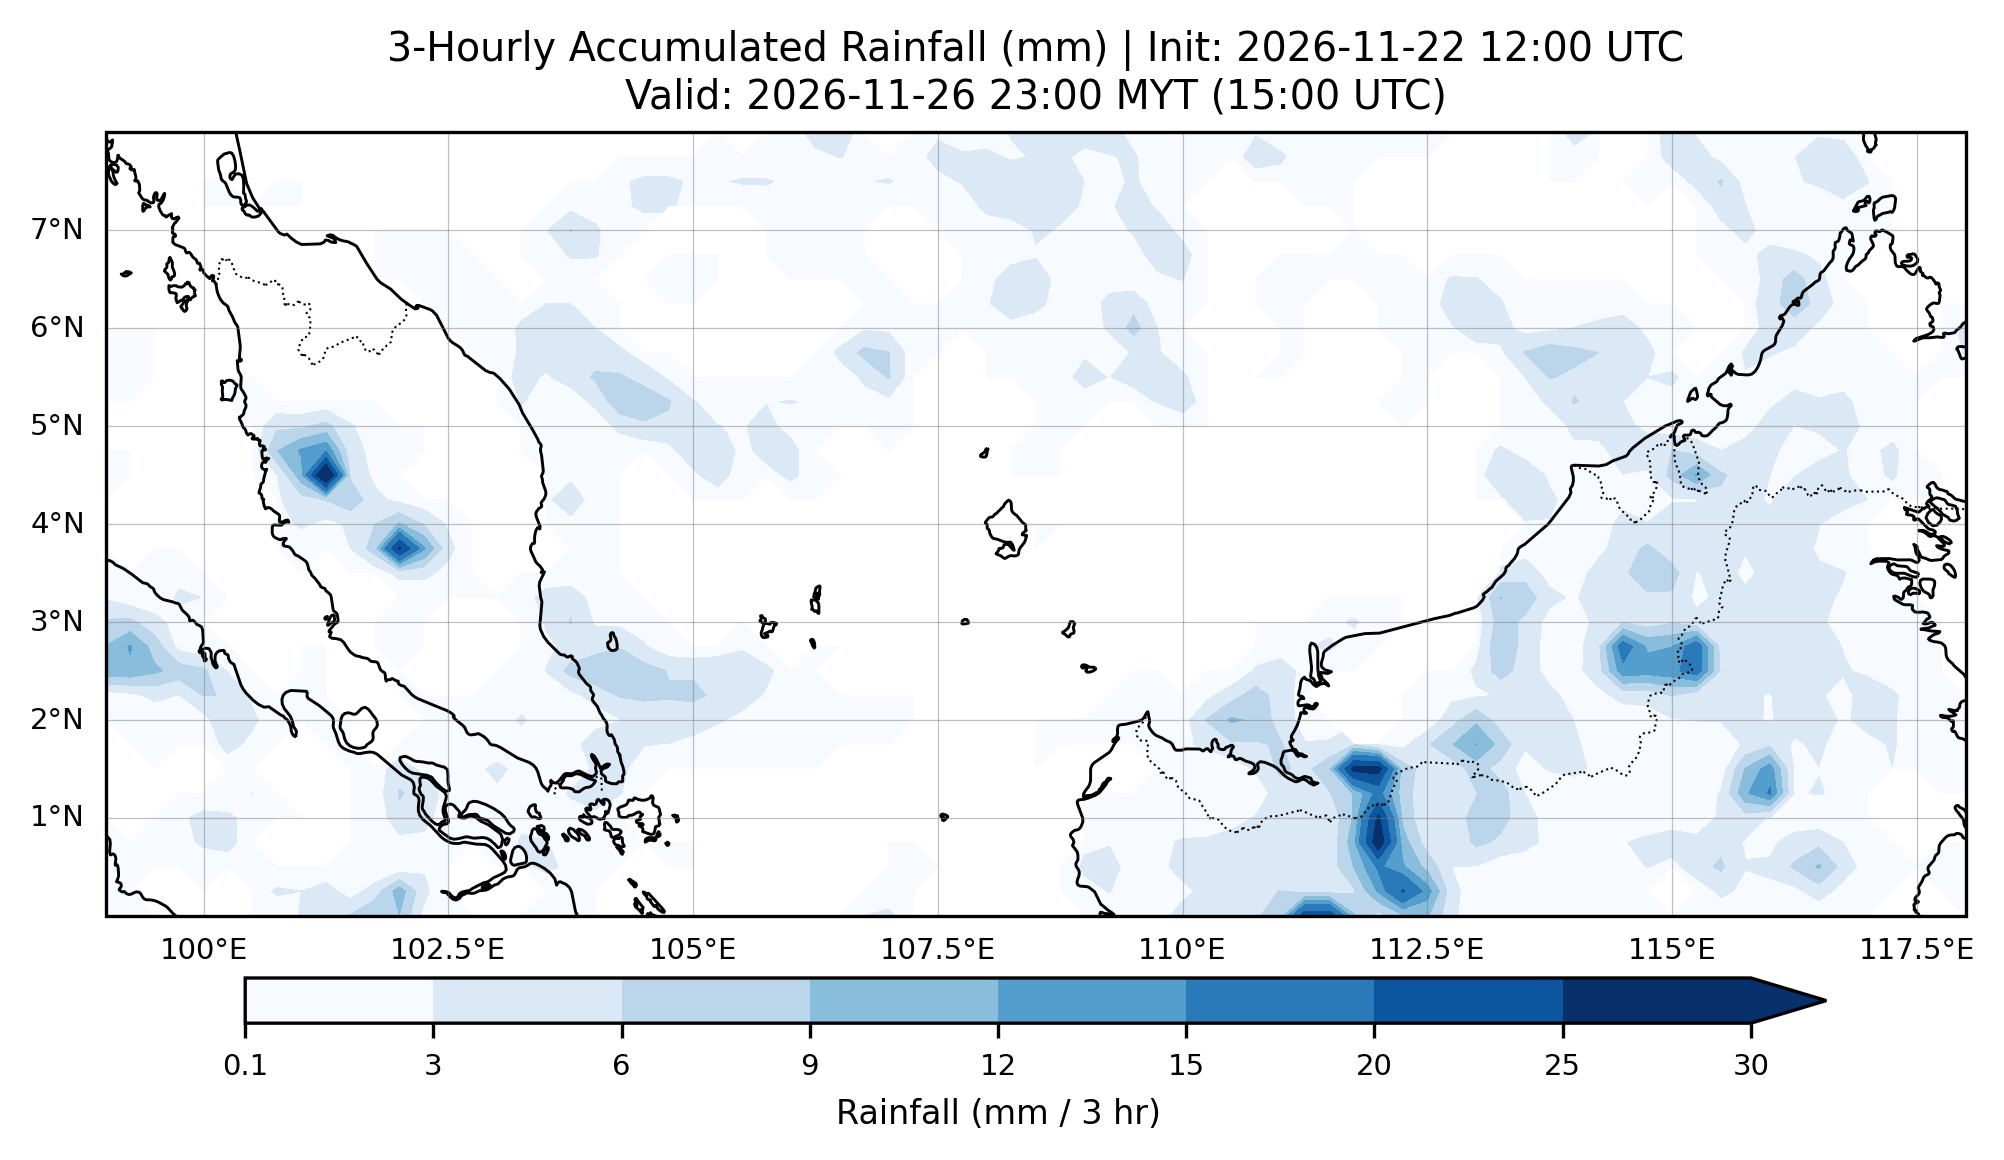 3-Hourly Accumulated Rainfall (mm) | Init: 2026-11-22 12:00 UTC
Valid: 2026-11-26 23:00 MYT (15:00 UTC)
7°N
6°N
5°N
4°N
3°N
2°N
1°N
100°E 102.5°E 105°E 107.5°E 110°E 112.5°E 115°E 117.5°E
0.1 3 6 9 12 15 20 25 30
Rainfall (mm / 3 hr)